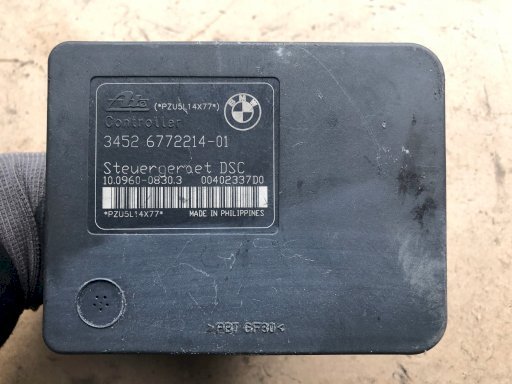 Ate (*PZU5L14X77*)
BMW
Controller
3452 6772214-01
Steuergeraet DSC
10.0960-0830.3 00402337D0
*PZU5L14X77* MADE IN PHILIPPINES
>PBT GF30<